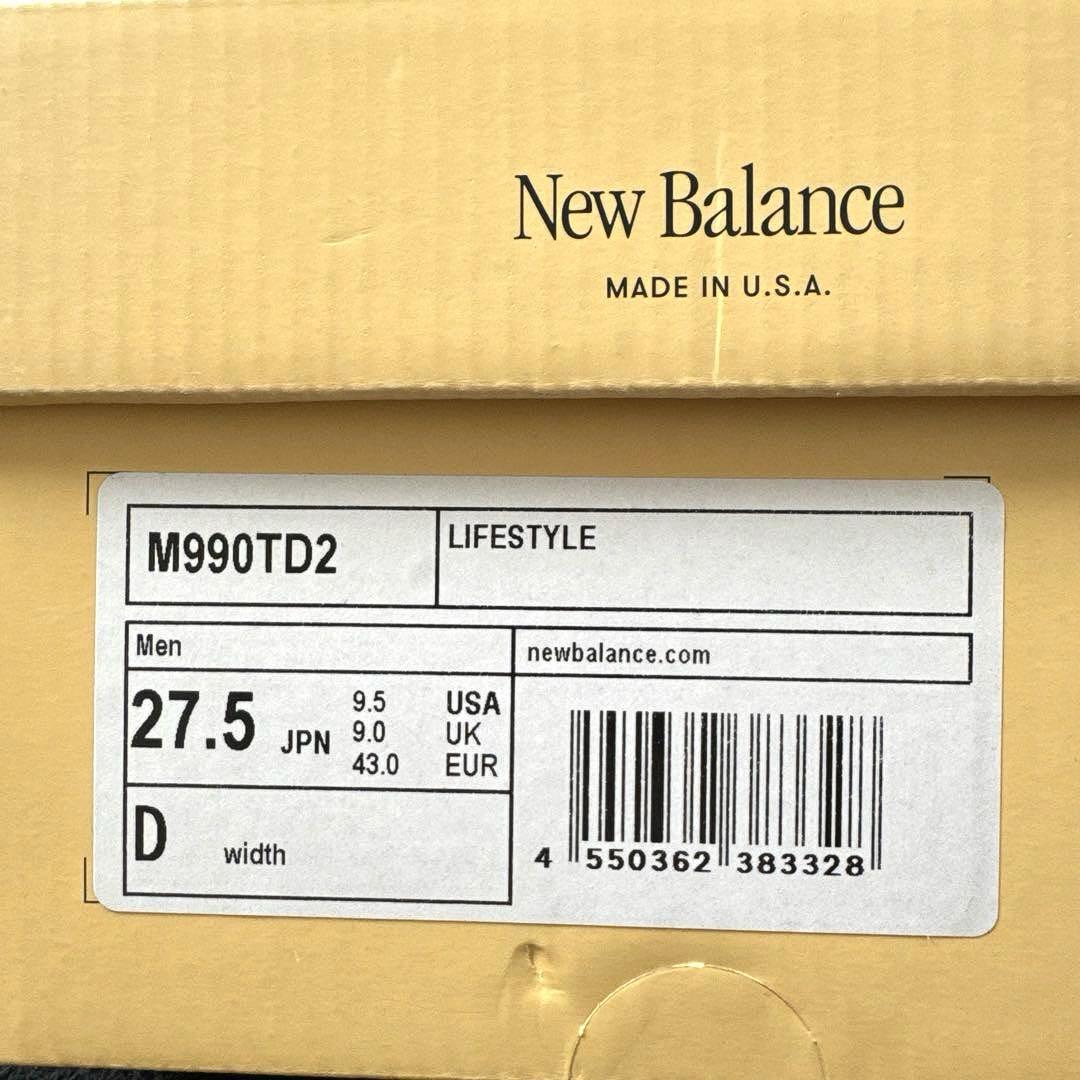 New Balance
MADE IN U.S.A.
M990TD2
LIFESTYLE
Men
newbalance.com
27.5 JPN
9.5 USA
9.0 UK
43.0 EUR
D width
4 550362 383328